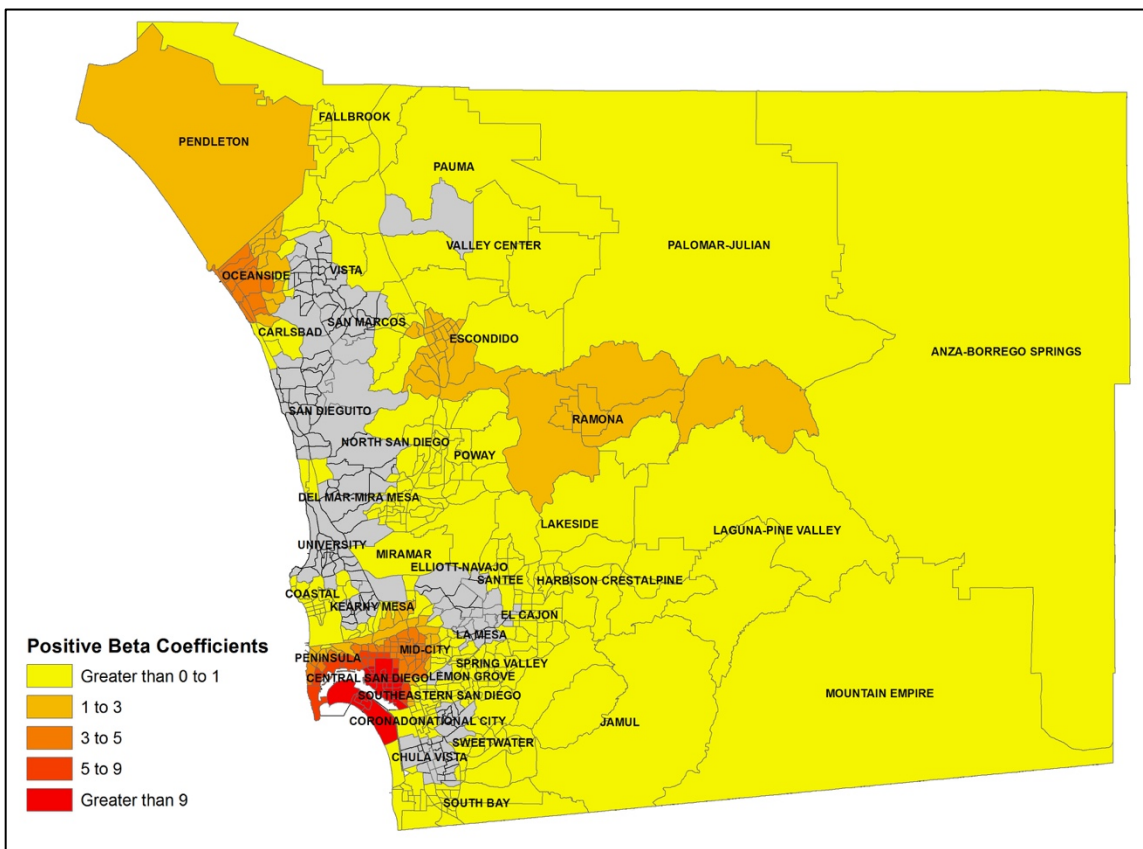 FALLBROOK
PENDLETON
PAUMA
VALLEY CENTER
PALOMAR-JULIAN
OCEANSIDE
VISTA
SAN MARCOS
CARLSBAD
ESCONDIDO
ANZA-BORREGO SPRINGS
SAN DIEGUITO
RAMONA
NORTH SAN DIEGO
POWAY
DEL MAR-MIRA MESA
LAKESIDE
LAGUNA-PINE VALLEY
UNIVERSITY
MIRAMAR
ELLIOTT-NAVAJO
SANTEE
HARBISON CRESTALPINE
COASTAL
KEARNY MESA
EL CAJON
LA MESA
MID-CITY
PENINSULA
SPRING VALLEY
CENTRAL SAN DIEGO
LEMON GROVE
SOUTHEASTERN SAN DIEGO
MOUNTAIN EMPIRE
CORONADONATIONAL CITY
JAMUL
SWEETWATER
CHULA VISTA
SOUTH BAY
Positive Beta Coefficients
Greater than 0 to 1
1 to 3
3 to 5
5 to 9
Greater than 9